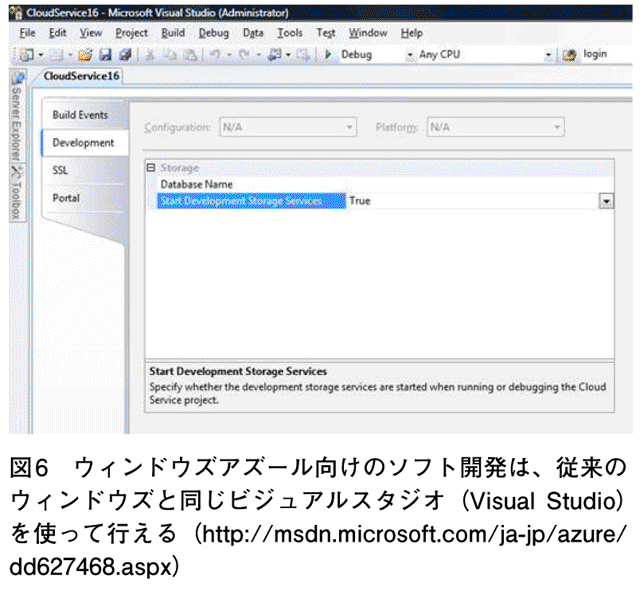 CloudService16 - Microsoft Visual Studio (Administrator)
File Edit View Project Build Debug Data Tools Test Window Help
Debug Any CPU login
CloudService16
Server Explorer
Toolbox
Build Events
Development
SSL
Portal
Configuration: N/A Platform: N/A
Storage
Database Name
Start Development Storage Services True
Start Development Storage Services
Specify whether the development storage services are started when running or debugging the Cloud
Service project.
図6 ウィンドウズアズール向けのソフト開発は、従来の
ウィンドウズと同じビジュアルスタジオ(Visual Studio)
を使って行える(http://msdn.microsoft.com/ja-jp/azure/
dd627468.aspx)